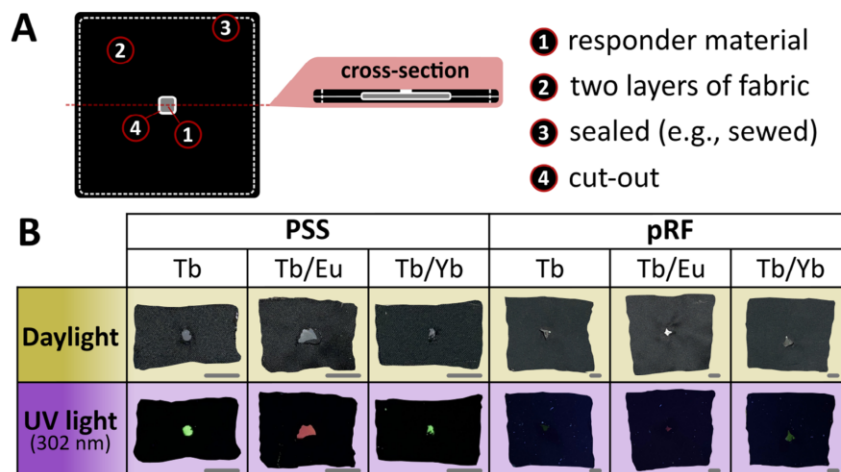 A
2
3
4
1
cross-section
1 responder material
2 two layers of fabric
3 sealed (e.g., sewed)
4 cut-out
B
PSS pRF
Tb Tb/Eu Tb/Yb Tb Tb/Eu Tb/Yb
Daylight
UV light
(302 nm)